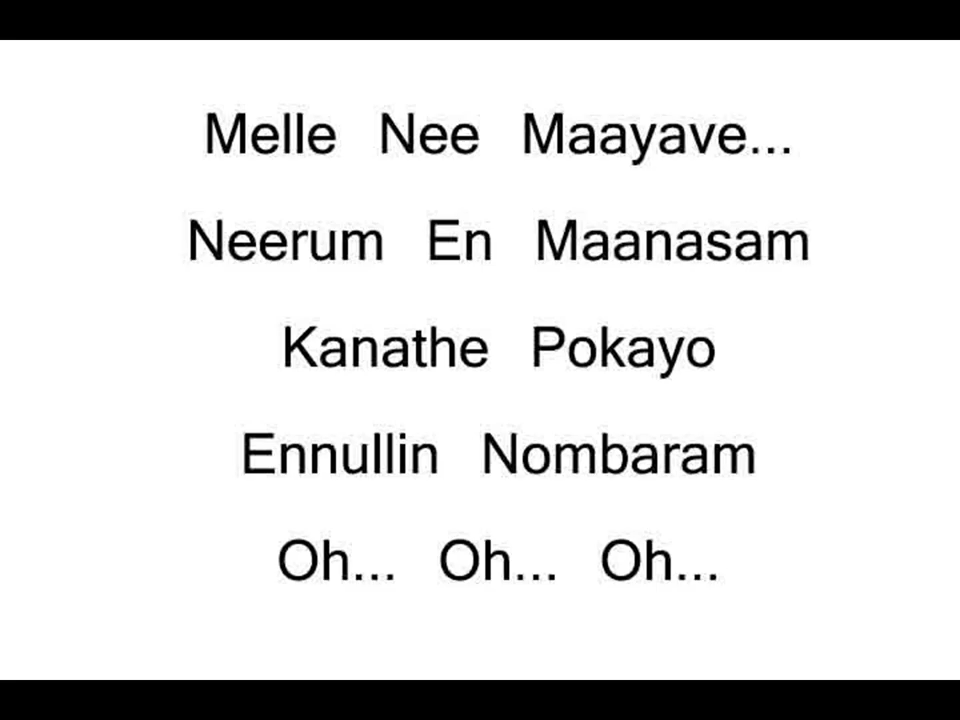 Melle Nee Maayave...
Neerum En Maanasam
Kanathe Pokayo
Ennullin Nombaram
Oh... Oh... Oh...